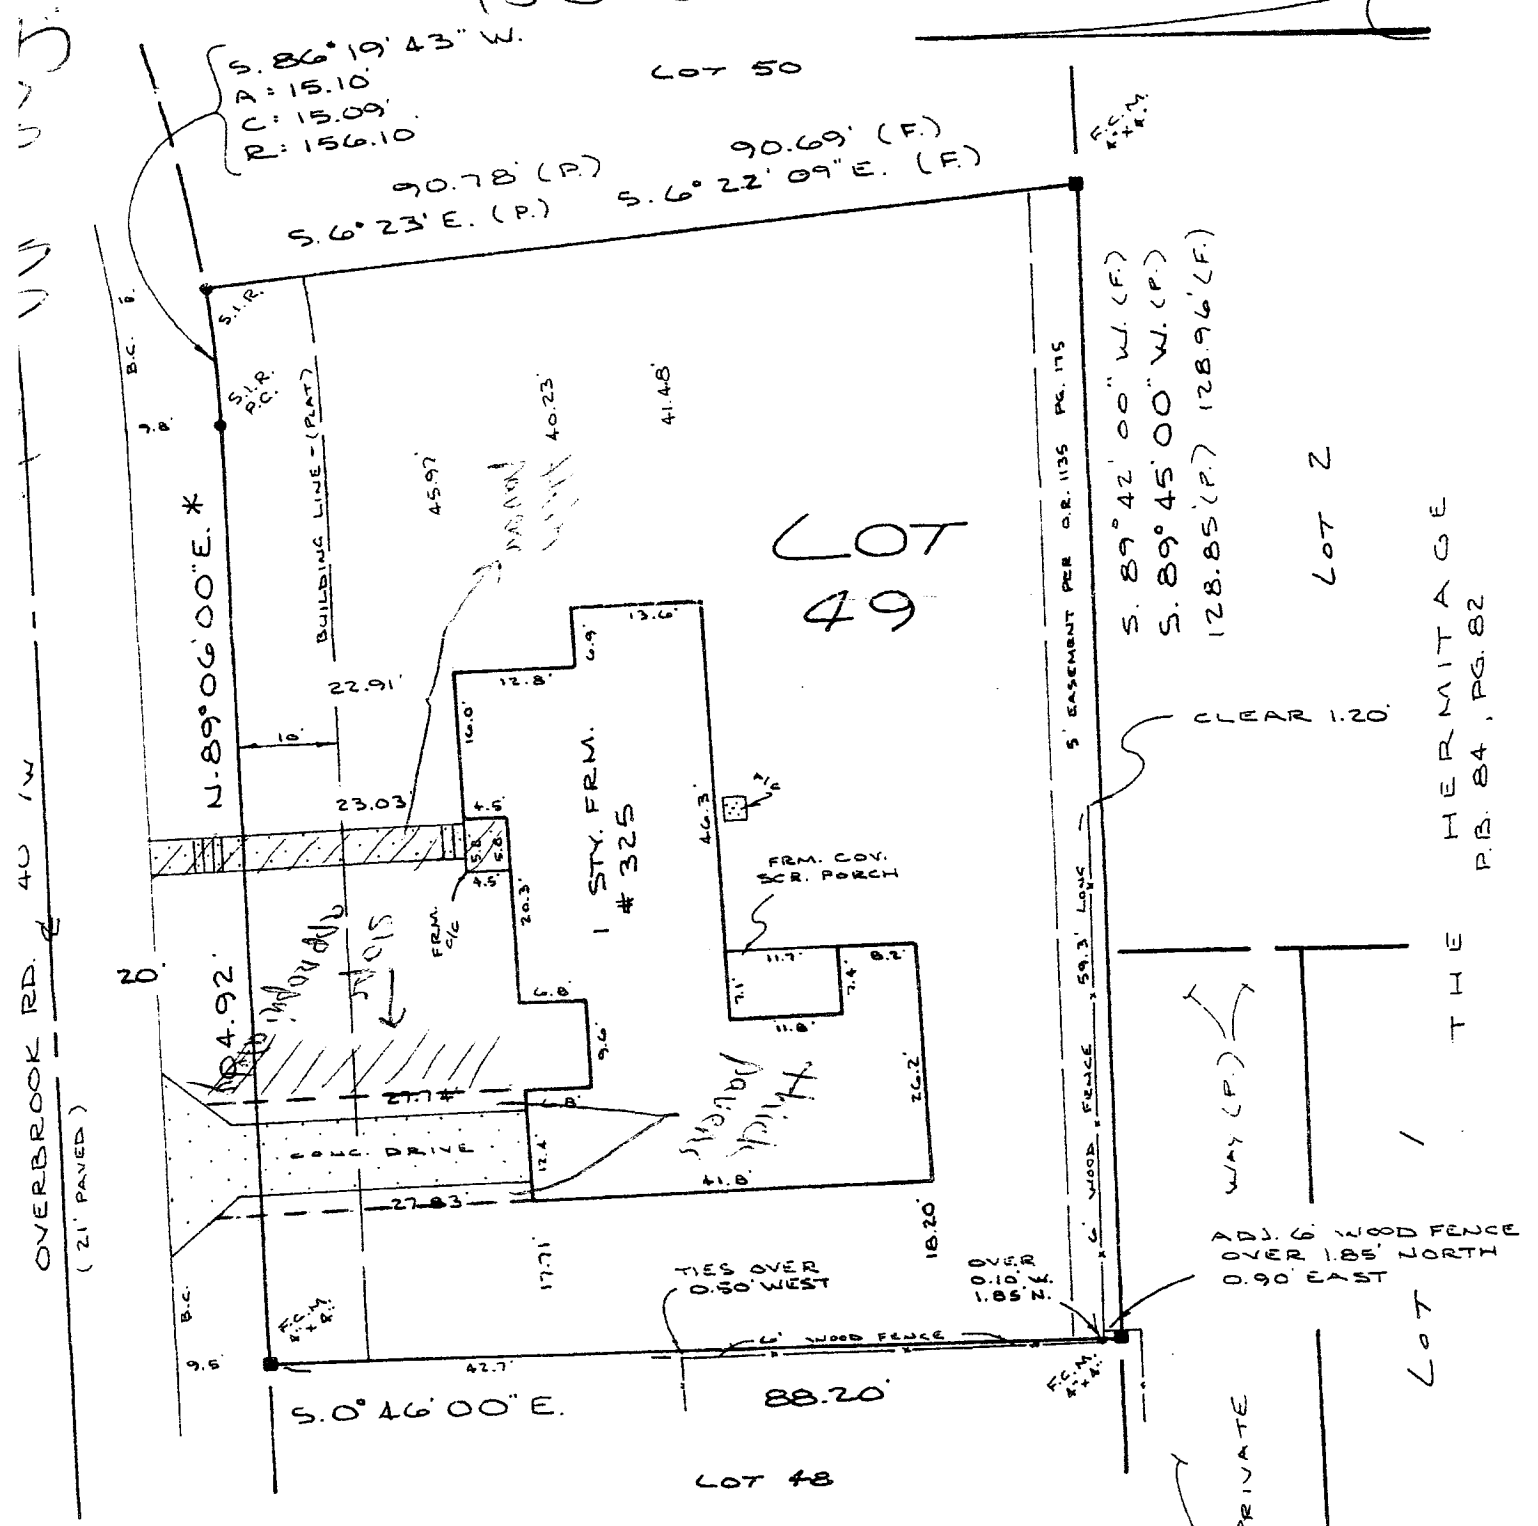 S. 86° 19' 43" W.
A = 15.10'
C = 15.09'
R = 156.10'
LOT 50
90.78' (P.)
S. 6° 23' E. (P.)
90.69' (F.)
S. 6° 22' 09" E. (F.)
F.C.M.
S.I.R.
S.I.R.
P.C.
B.C.
9.8'
BUILDING LINE - (PLAT)
45.97'
40.23'
41.48'
LOT
49
5' EASEMENT PER O.R. 1135 PG. 175
S. 89° 42' 00" W. (F.)
S. 89° 45' 00" W. (P.)
128.85' (P.) 128.96' (F.)
LOT 2
THE HERMITAGE
P.B. 84, PG. 82
N. 89° 06' 00" E. *
104.92'
22.91'
10'
23.03'
13.6'
6.9'
12.8'
16.0'
4.5'
5.8'
5.8'
4.5'
1 STY. FRM.
# 325
46.3'
A/C
FRM. COV.
SCR. PORCH
FRM.
O/C
20.3'
11.7'
8.2'
7.1'
7.4'
11.8'
6.8'
9.6'
26.2'
27.74'
6.8'
12.4'
CONC. DRIVE
27.83'
41.8'
17.71'
18.20'
CLEAR 1.20'
6' WOOD FENCE 59.3' LONG
OVERBROOK RD. ℄ 40' R/W
(21' PAVED)
20'
B.C.
9.5'
F.C.M.
TIES OVER
0.50' WEST
OVER
0.10' W.
1.85' N.
6' WOOD FENCE
ADJ. 6' WOOD FENCE
OVER 1.85' NORTH
0.90' EAST
F.C.M.
42.7'
S. 0° 46' 00" E.
88.20'
LOT 48
LOT 1
PRIVATE
WAY (P.)